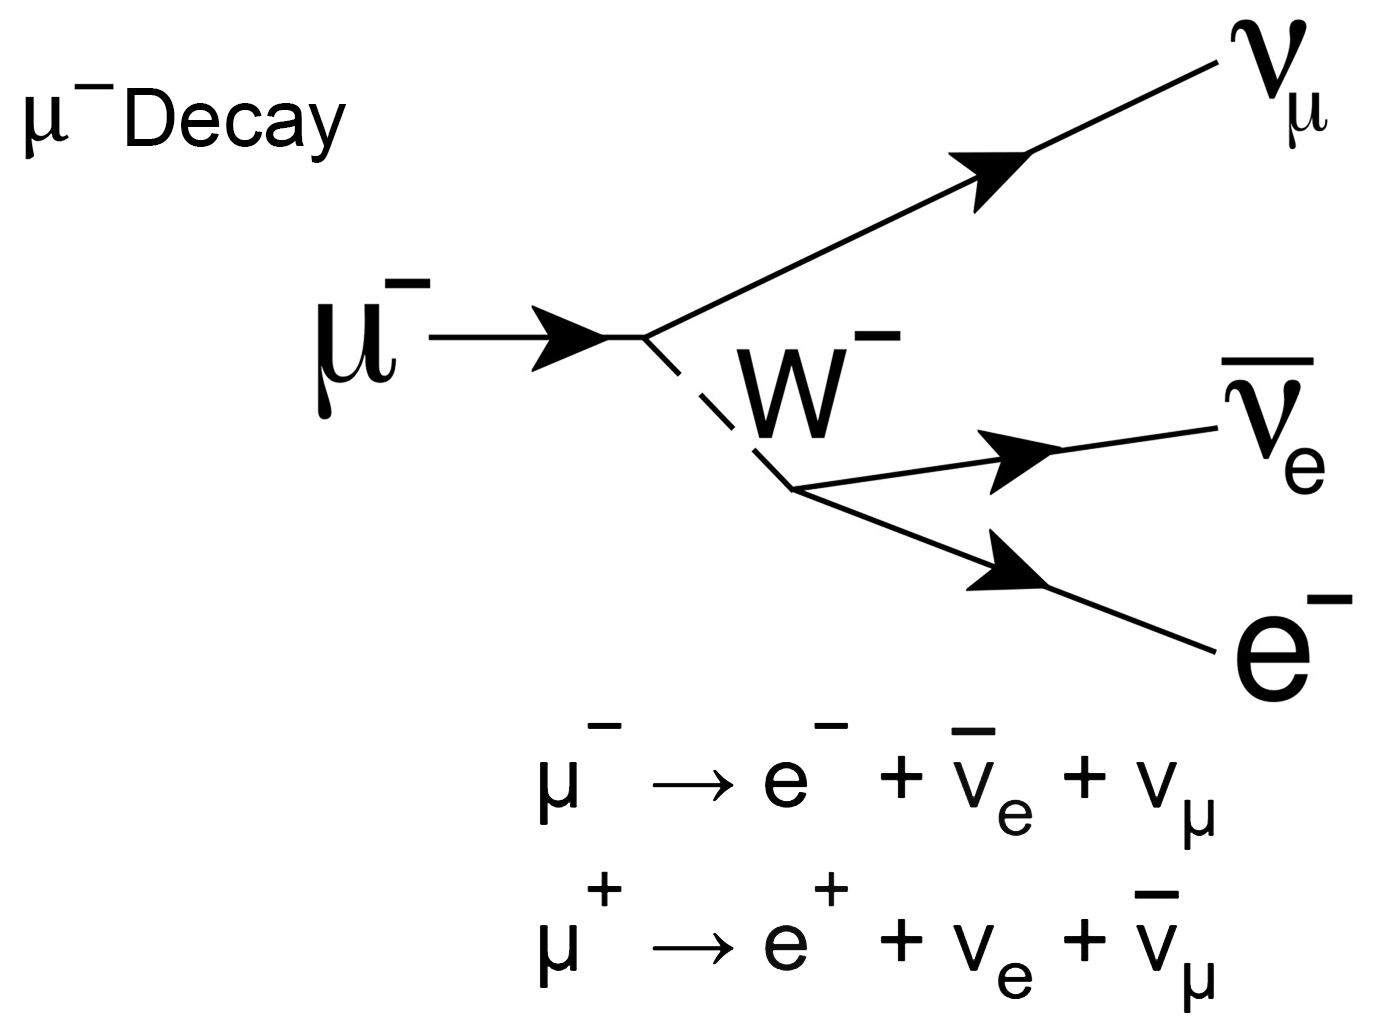 μ⁻ Decay
ν_μ
μ⁻
W⁻
ν̅_e
e⁻
μ⁻ → e⁻ + ν̅_e + ν_μ
μ⁺ → e⁺ + ν_e + ν̅_μ